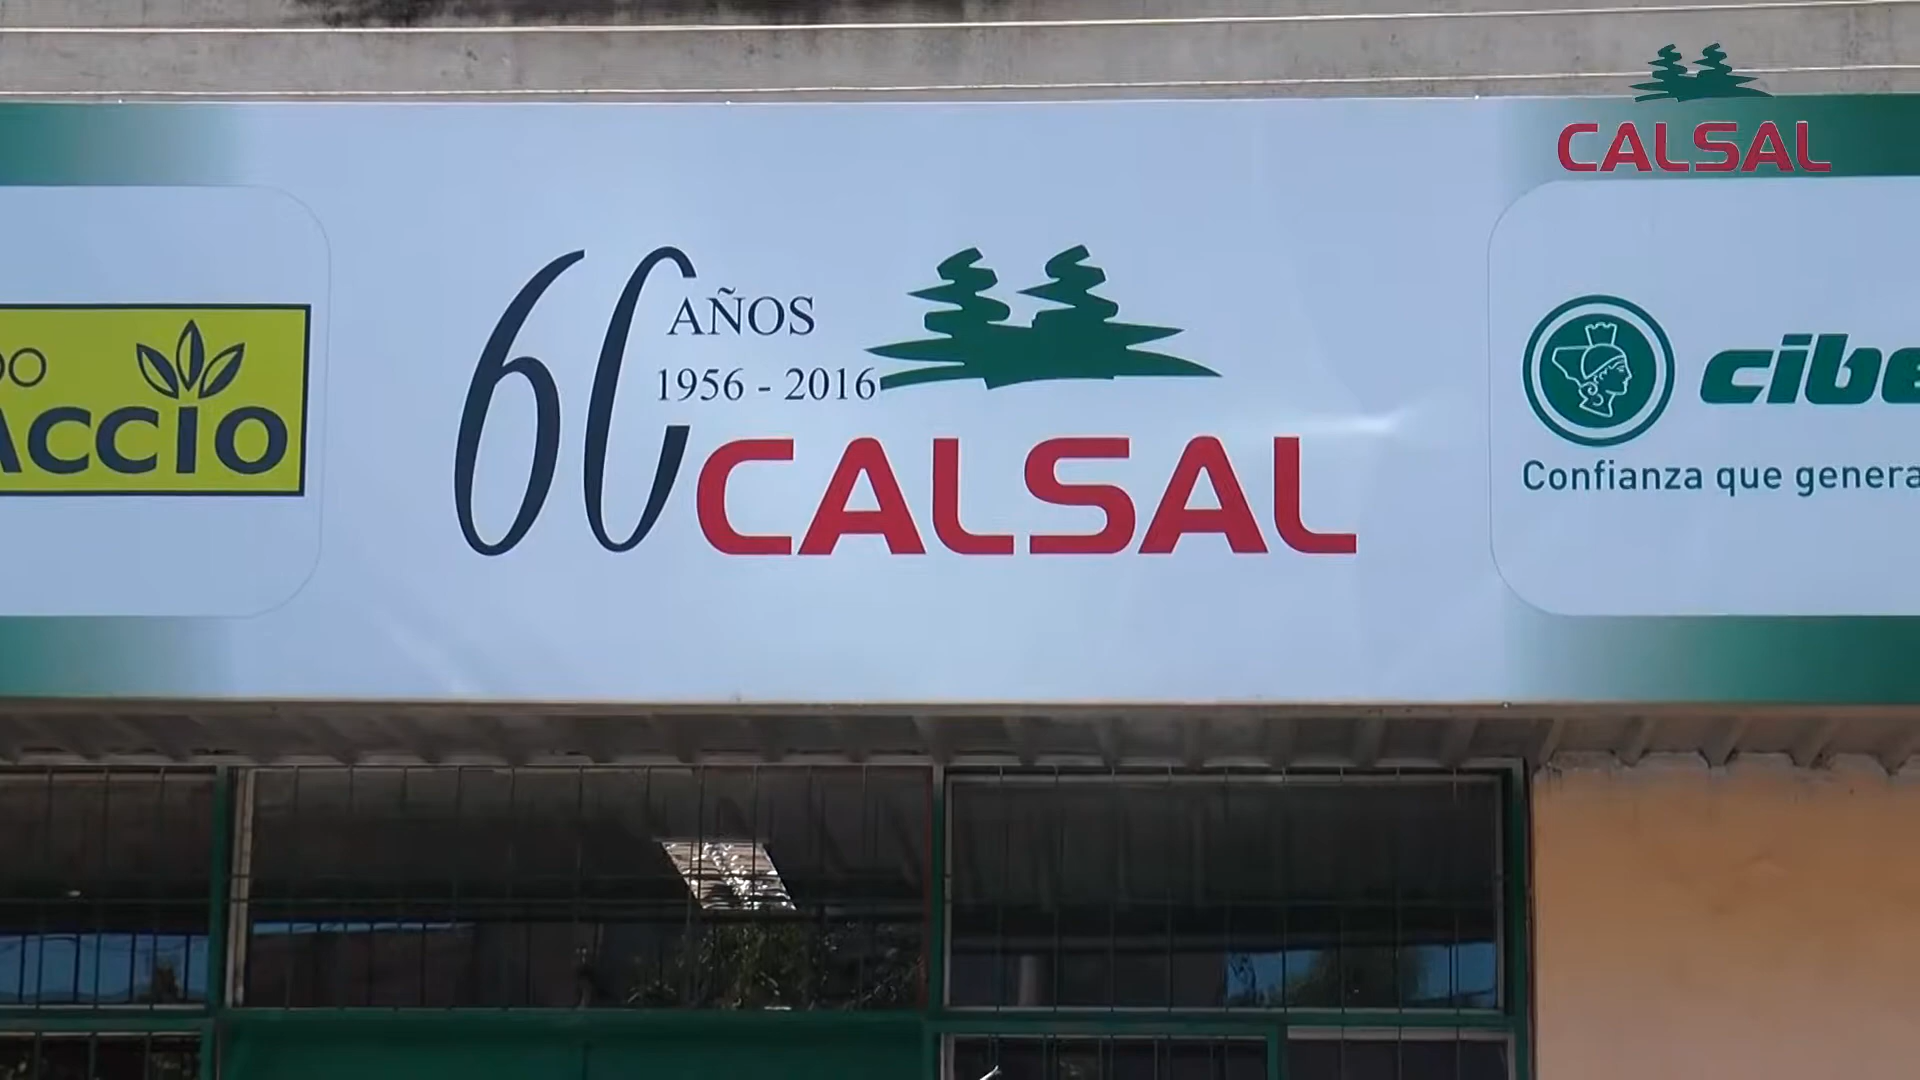 CALSAL
60 AÑOS
1956 - 2016
CALSAL
ACCIO
Confianza que genera